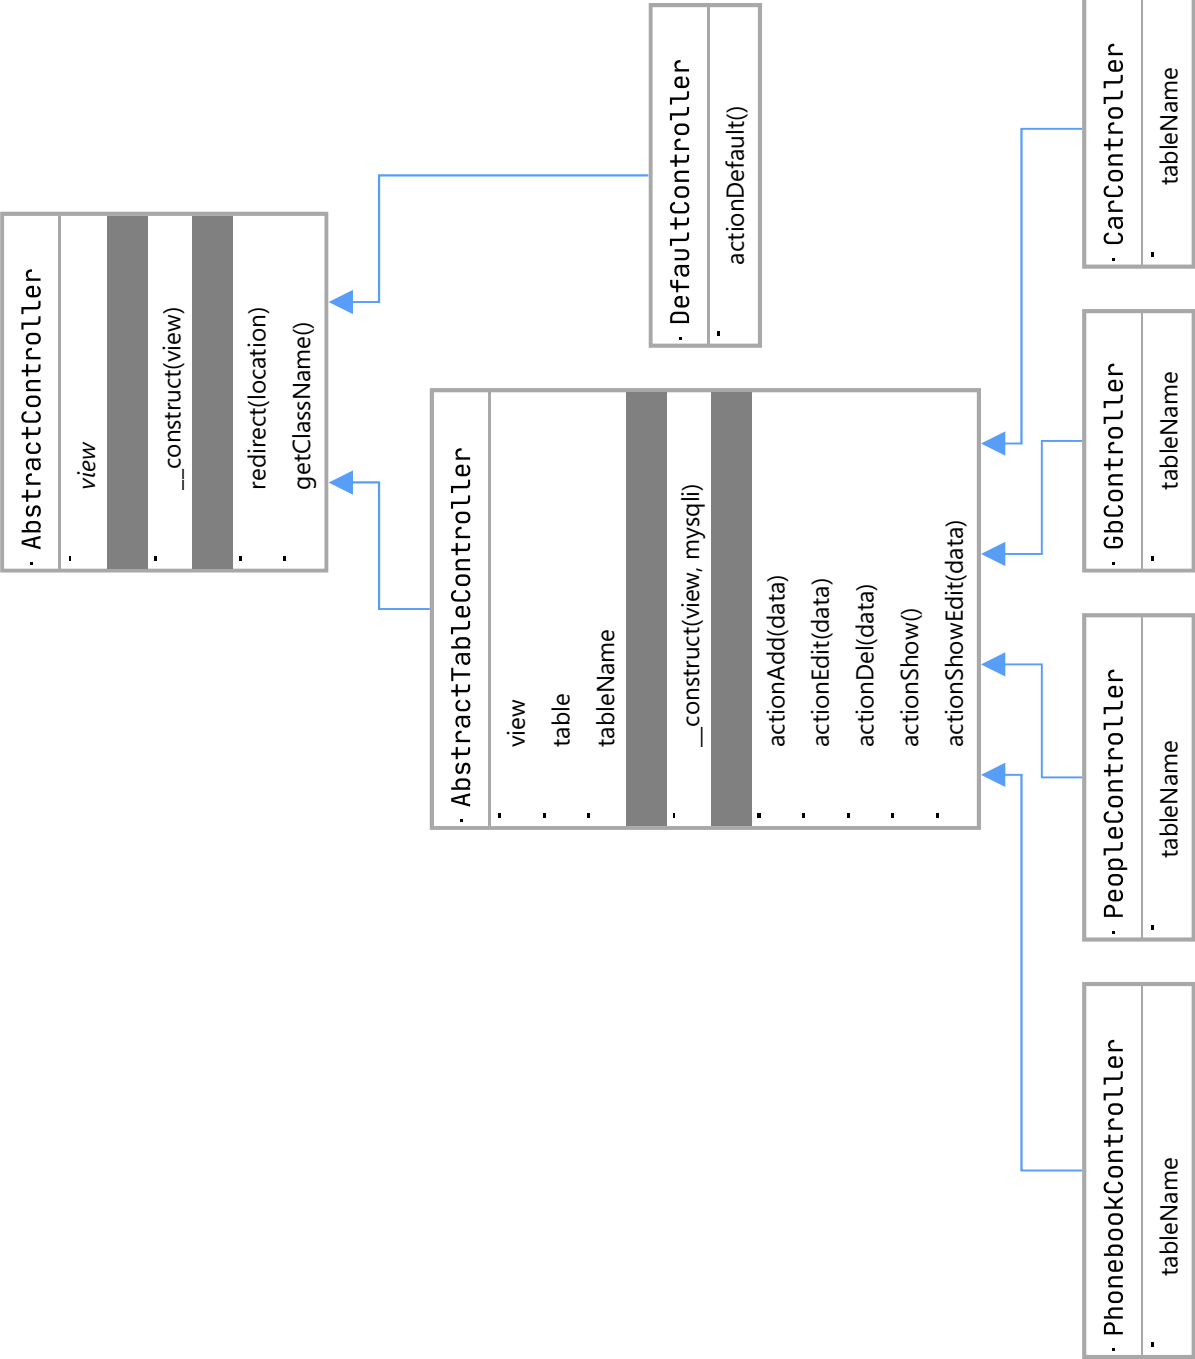 AbstractController
view
__construct(view)
redirect(location)
getClassName()
DefaultController
actionDefault()
AbstractTableController
view
table
tableName
__construct(view, mysqli)
actionAdd(data)
actionEdit(data)
actionDel(data)
actionShow()
actionShowEdit(data)
PhonebookController
tableName
PeopleController
tableName
GbController
tableName
CarController
tableName